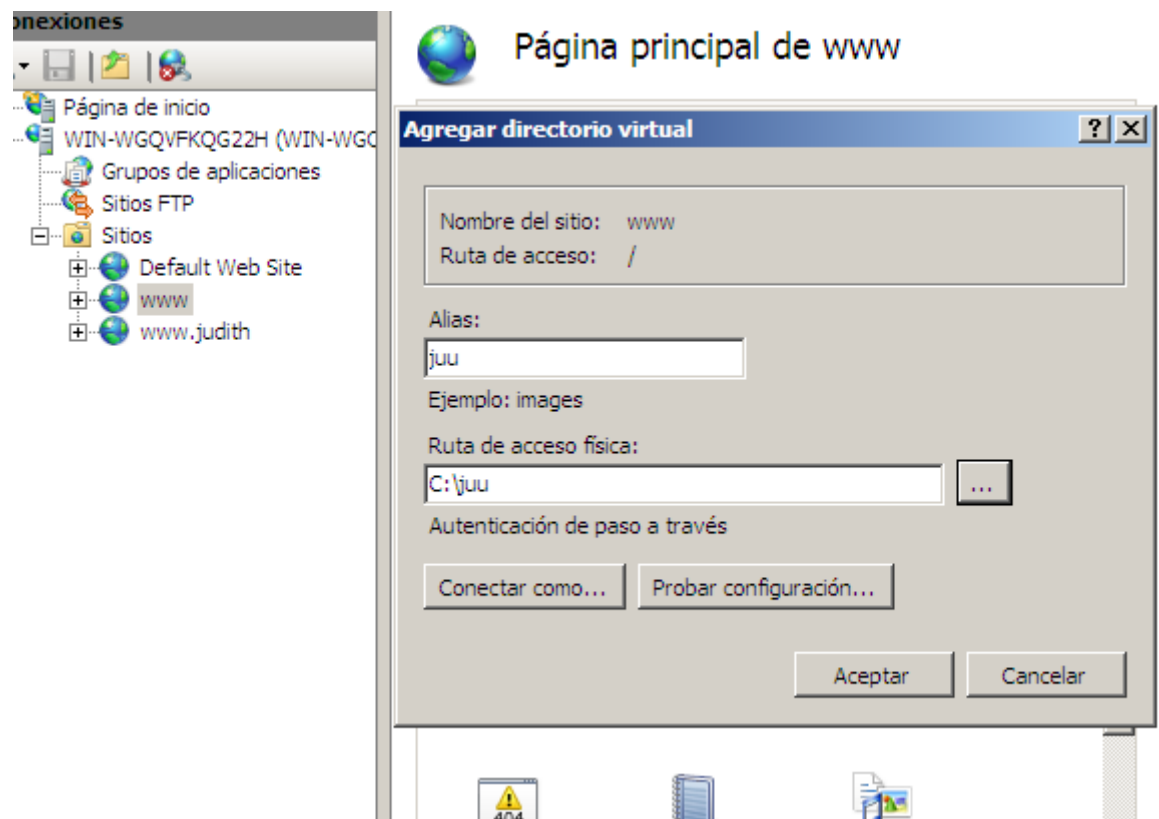 onexiones
Página de inicio
WIN-WGQVFKQG22H (WIN-WGC
Grupos de aplicaciones
Sitios FTP
Sitios
Default Web Site
www
www.judith
Página principal de www
Agregar directorio virtual
Nombre del sitio: www
Ruta de acceso: /
Alias:
juu
Ejemplo: images
Ruta de acceso física:
C:\juu
...
Autenticación de paso a través
Conectar como...
Probar configuración...
Aceptar
Cancelar
404